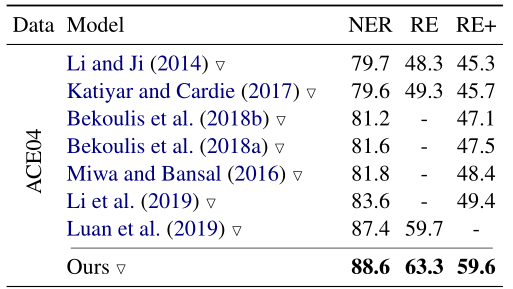 Data Model NER RE RE+
Li and Ji (2014) ▽ 79.7 48.3 45.3
Katiyar and Cardie (2017) ▽ 79.6 49.3 45.7
Bekoulis et al. (2018b) ▽ 81.2 - 47.1
Bekoulis et al. (2018a) ▽ 81.6 - 47.5
Miwa and Bansal (2016) ▽ 81.8 - 48.4
Li et al. (2019) ▽ 83.6 - 49.4
Luan et al. (2019) ▽ 87.4 59.7 -
Ours ▽ 88.6 63.3 59.6
ACE04